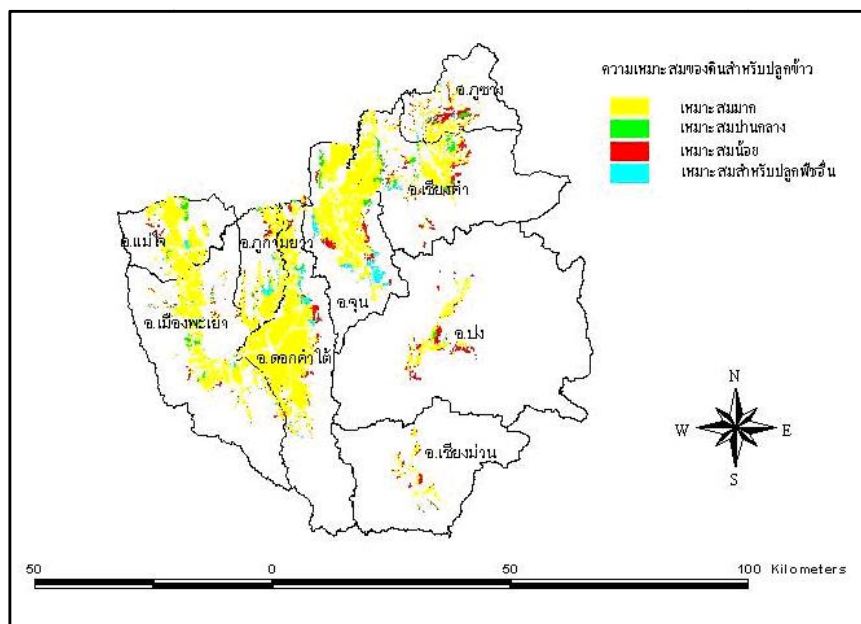 ความเหมาะสมของดินสำหรับปลูกข้าว
เหมาะสมมาก
เหมาะสมปานกลาง
เหมาะสมน้อย
เหมาะสมสำหรับปลูกพืชอื่น
อ.ภูซาง
อ.เชียงคำ
อ.แม่ใจ
อ.ภูกามยาว
อ.จุน
อ.เมืองพะเยา
อ.ปง
อ.ดอกคำใต้
อ.เชียงม่วน
N
W E
S
50 0 50 100 Kilometers